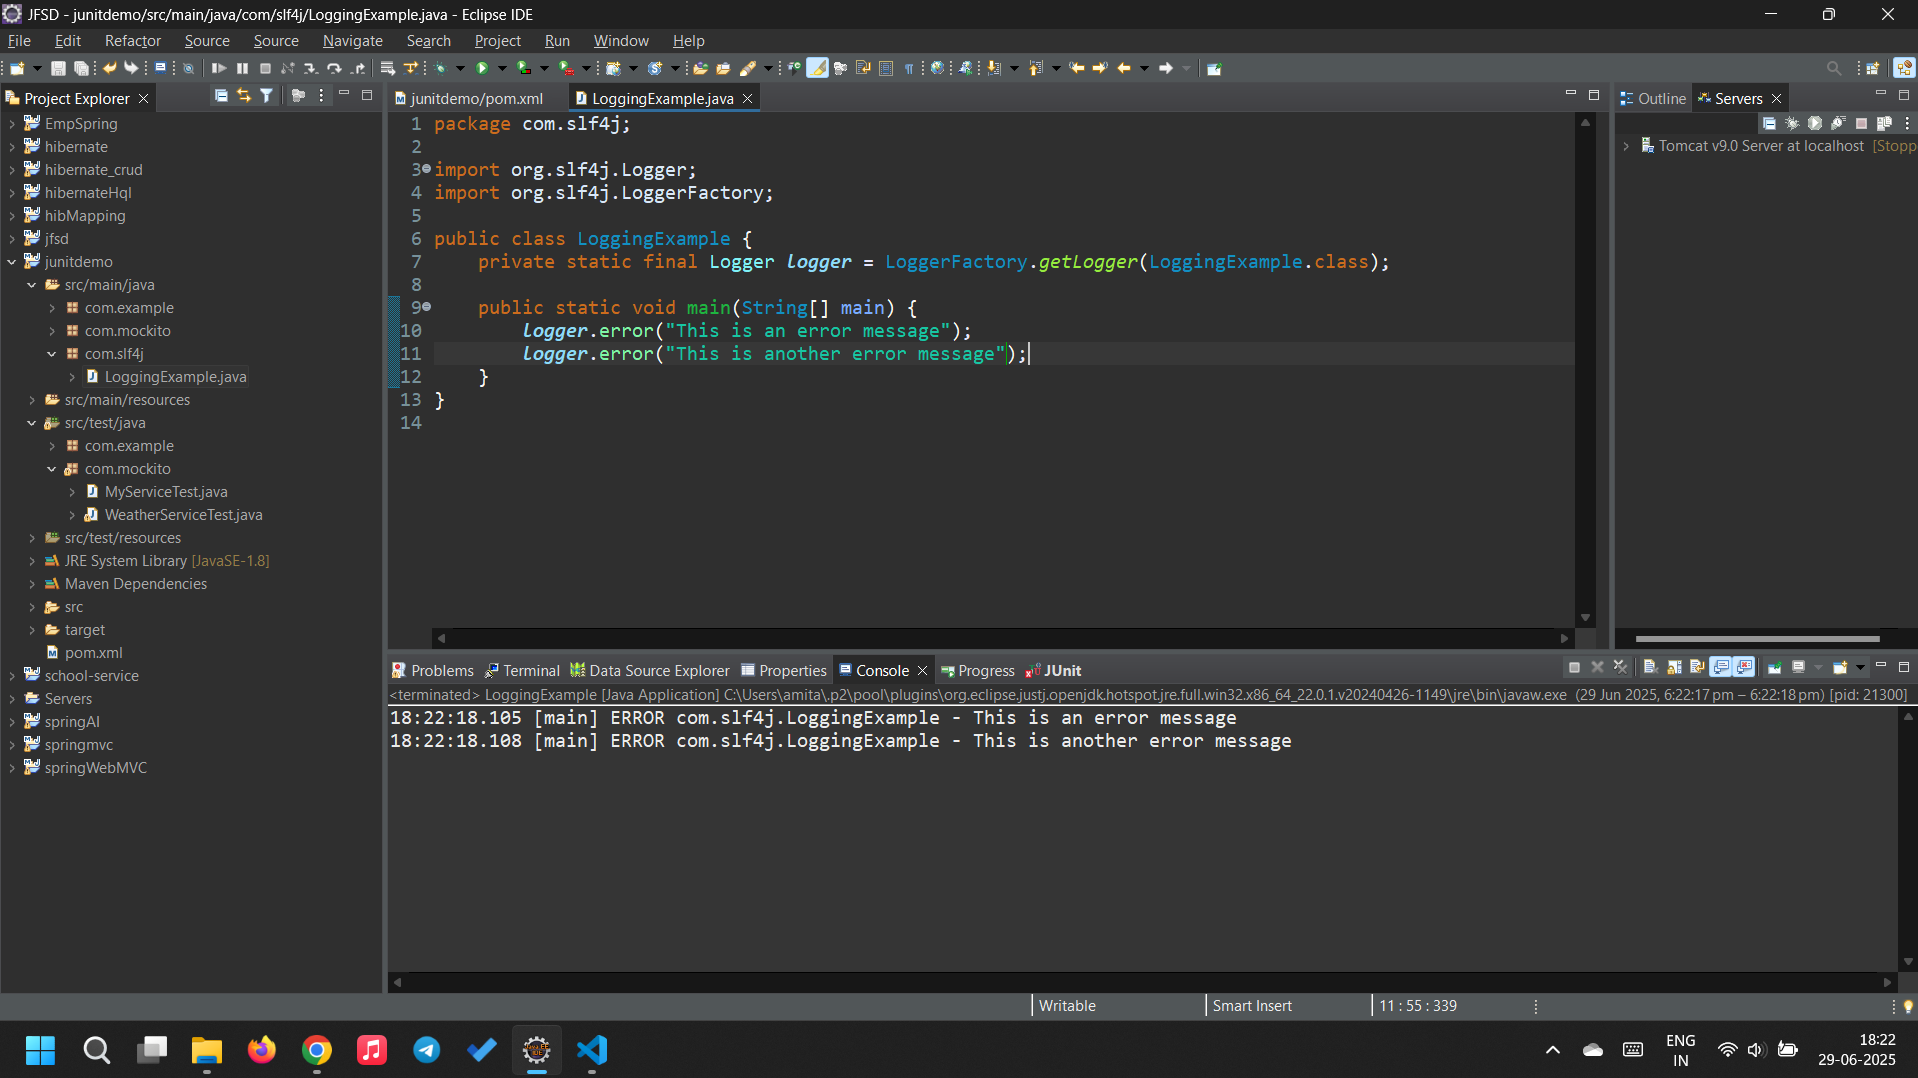 JFSD - junitdemo/src/main/java/com/slf4j/LoggingExample.java - Eclipse IDE
File Edit Refactor Source Source Navigate Search Project Run Window Help
Project Explorer
EmpSpring
hibernate
hibernate_crud
hibernateHql
hibMapping
jfsd
junitdemo
src/main/java
com.example
com.mockito
com.slf4j
LoggingExample.java
src/main/resources
src/test/java
com.example
com.mockito
MyServiceTest.java
WeatherServiceTest.java
src/test/resources
JRE System Library [JavaSE-1.8]
Maven Dependencies
src
target
pom.xml
school-service
Servers
springAI
springmvc
springWebMVC
junitdemo/pom.xml LoggingExample.java
1 package com.slf4j;
2
3 import org.slf4j.Logger;
4 import org.slf4j.LoggerFactory;
5
6 public class LoggingExample {
7 private static final Logger logger = LoggerFactory.getLogger(LoggingExample.class);
8
9 public static void main(String[] main) {
10 logger.error("This is an error message");
11 logger.error("This is another error message");
12 }
13 }
14
Outline Servers
Tomcat v9.0 Server at localhost [Stopp
Problems Terminal Data Source Explorer Properties Console Progress JUnit
<terminated> LoggingExample [Java Application] C:\Users\amita\.p2\pool\plugins\org.eclipse.justj.openjdk.hotspot.jre.full.win32.x86_64_22.0.1.v20240426-1149\jre\bin\javaw.exe (29 Jun 2025, 6:22:17 pm – 6:22:18 pm) [pid: 21300]
18:22:18.105 [main] ERROR com.slf4j.LoggingExample - This is an error message
18:22:18.108 [main] ERROR com.slf4j.LoggingExample - This is another error message
Writable Smart Insert 11 : 55 : 339
ENG
IN
18:22
29-06-2025